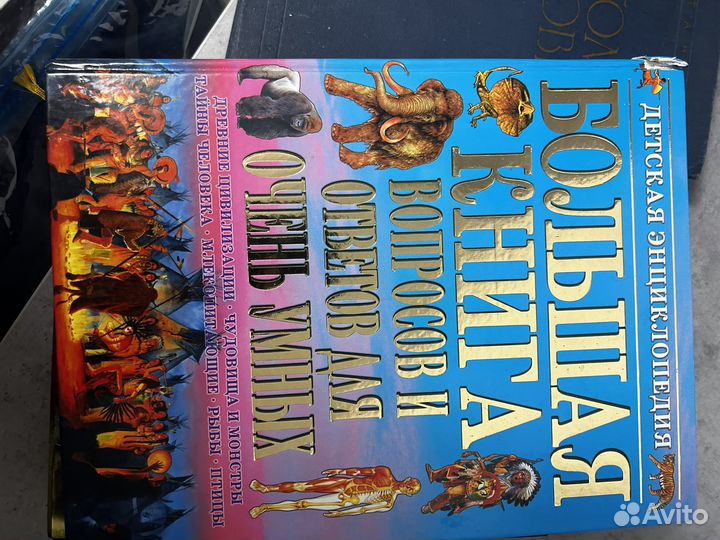 ДЕТСКАЯ ЭНЦИКЛОПЕДИЯ
БОЛЬШАЯ
КНИГА
ВОПРОСОВ И
ОТВЕТОВ ДЛЯ
ОЧЕНЬ УМНЫХ
ДРЕВНИЕ ЦИВИЛИЗАЦИИ · ЧУДОВИЩА И МОНСТРЫ
ТАЙНЫ ЧЕЛОВЕКА · МЛЕКОПИТАЮЩИЕ · РЫБЫ · ПТИЦЫ
Avito